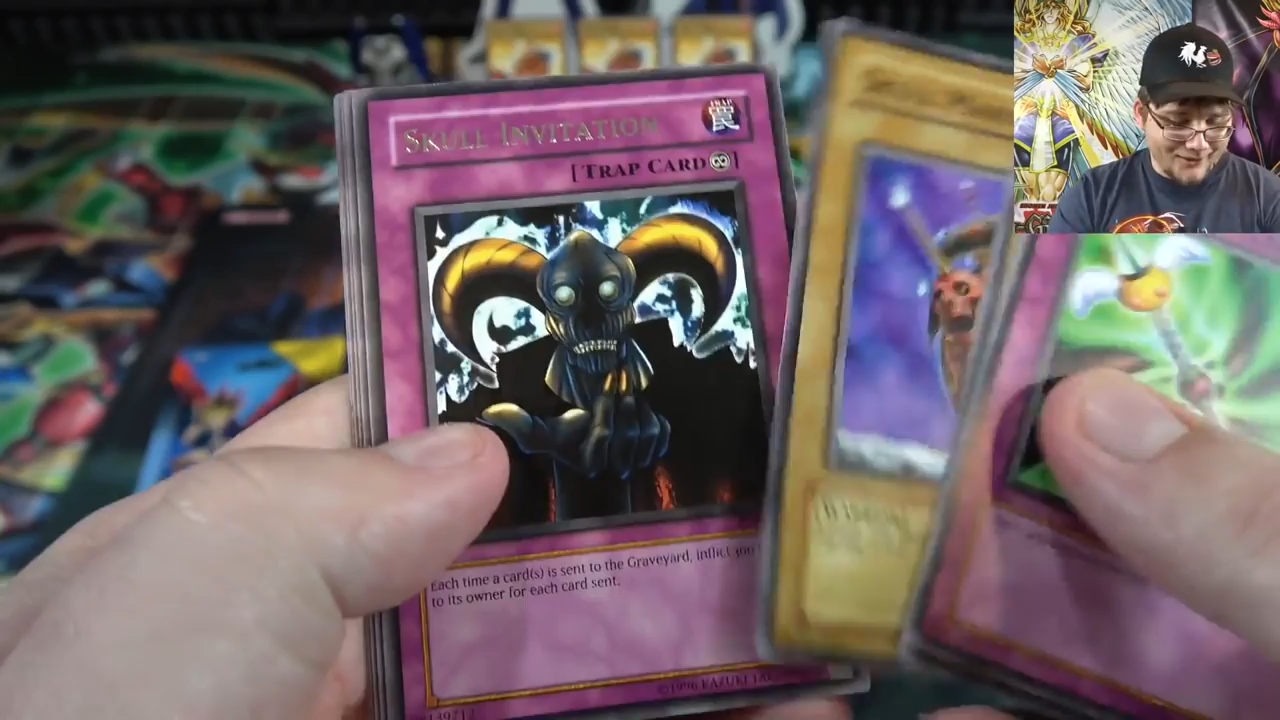 SKULL INVITATION
TRAP
罠
[TRAP CARD ]
Each time a card(s) is sent to the Graveyard, inflict
to its owner for each card sent.
©1996 KAZUKI TA